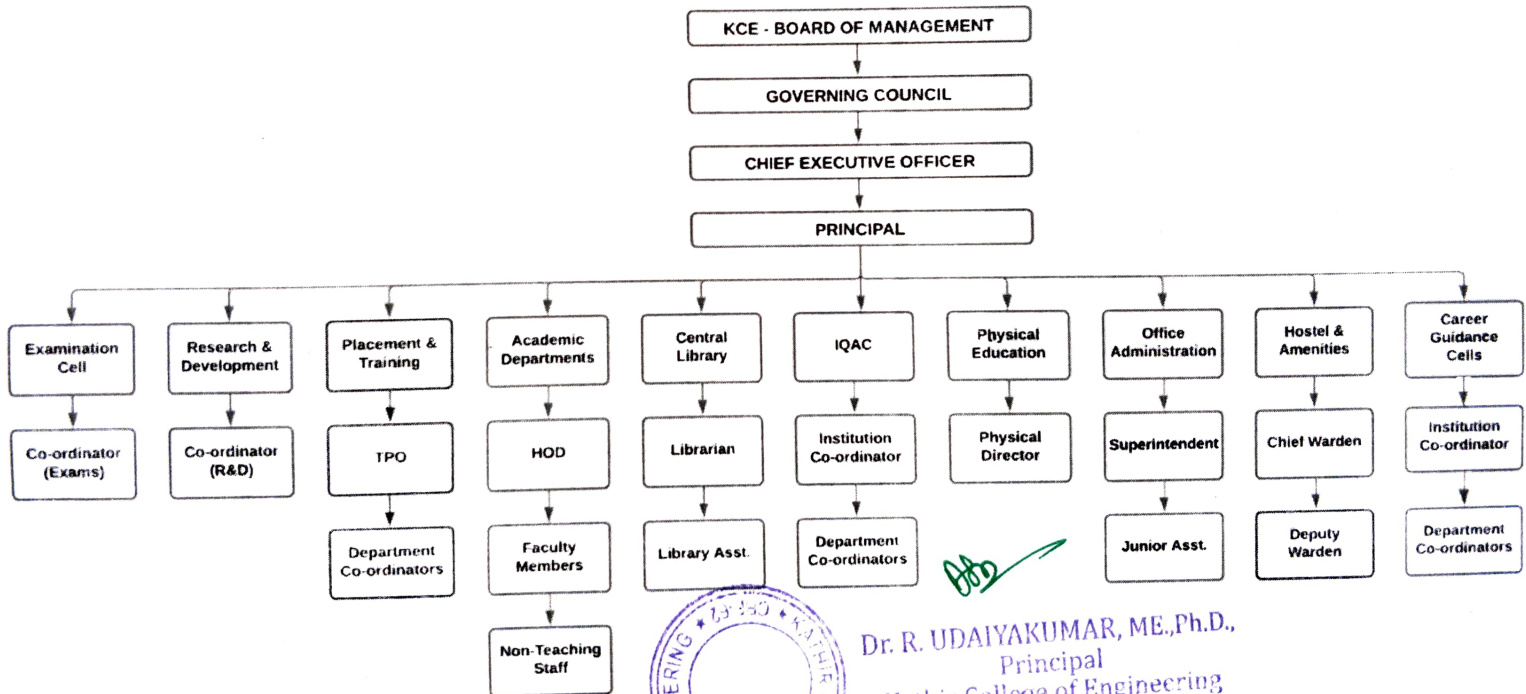 KCE - BOARD OF MANAGEMENT
GOVERNING COUNCIL
CHIEF EXECUTIVE OFFICER
PRINCIPAL
Examination
Cell
Research &
Development
Placement &
Training
Academic
Departments
Central
Library
IQAC
Physical
Education
Office
Administration
Hostel &
Amenities
Career
Guidance
Cells
Co-ordinator
(Exams)
Co-ordinator
(R&D)
TPO
HOD
Librarian
Institution
Co-ordinator
Physical
Director
Superintendent
Chief Warden
Institution
Co-ordinator
Department
Co-ordinators
Faculty
Members
Library Asst.
Department
Co-ordinators
Junior Asst.
Deputy
Warden
Department
Co-ordinators
Non-Teaching
Staff
KATHIR
Dr. R. UDAIYAKUMAR, ME.,Ph.D.,
Principal
College of Engineering